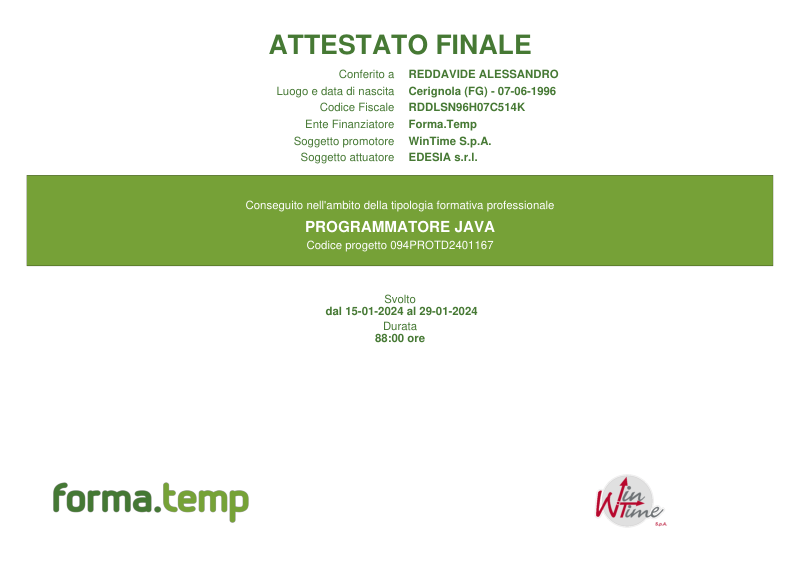 ATTESTATO FINALE
Conferito a REDDAVIDE ALESSANDRO
Luogo e data di nascita Cerignola (FG) - 07-06-1996
Codice Fiscale RDDLSN96H07C514K
Ente Finanziatore Forma.Temp
Soggetto promotore WinTime S.p.A.
Soggetto attuatore EDESIA s.r.l.
Conseguito nell'ambito della tipologia formativa professionale
PROGRAMMATORE JAVA
Codice progetto 094PROTD2401167
Svolto
dal 15-01-2024 al 29-01-2024
Durata
88:00 ore
forma.temp
WinTime
S.p.A.